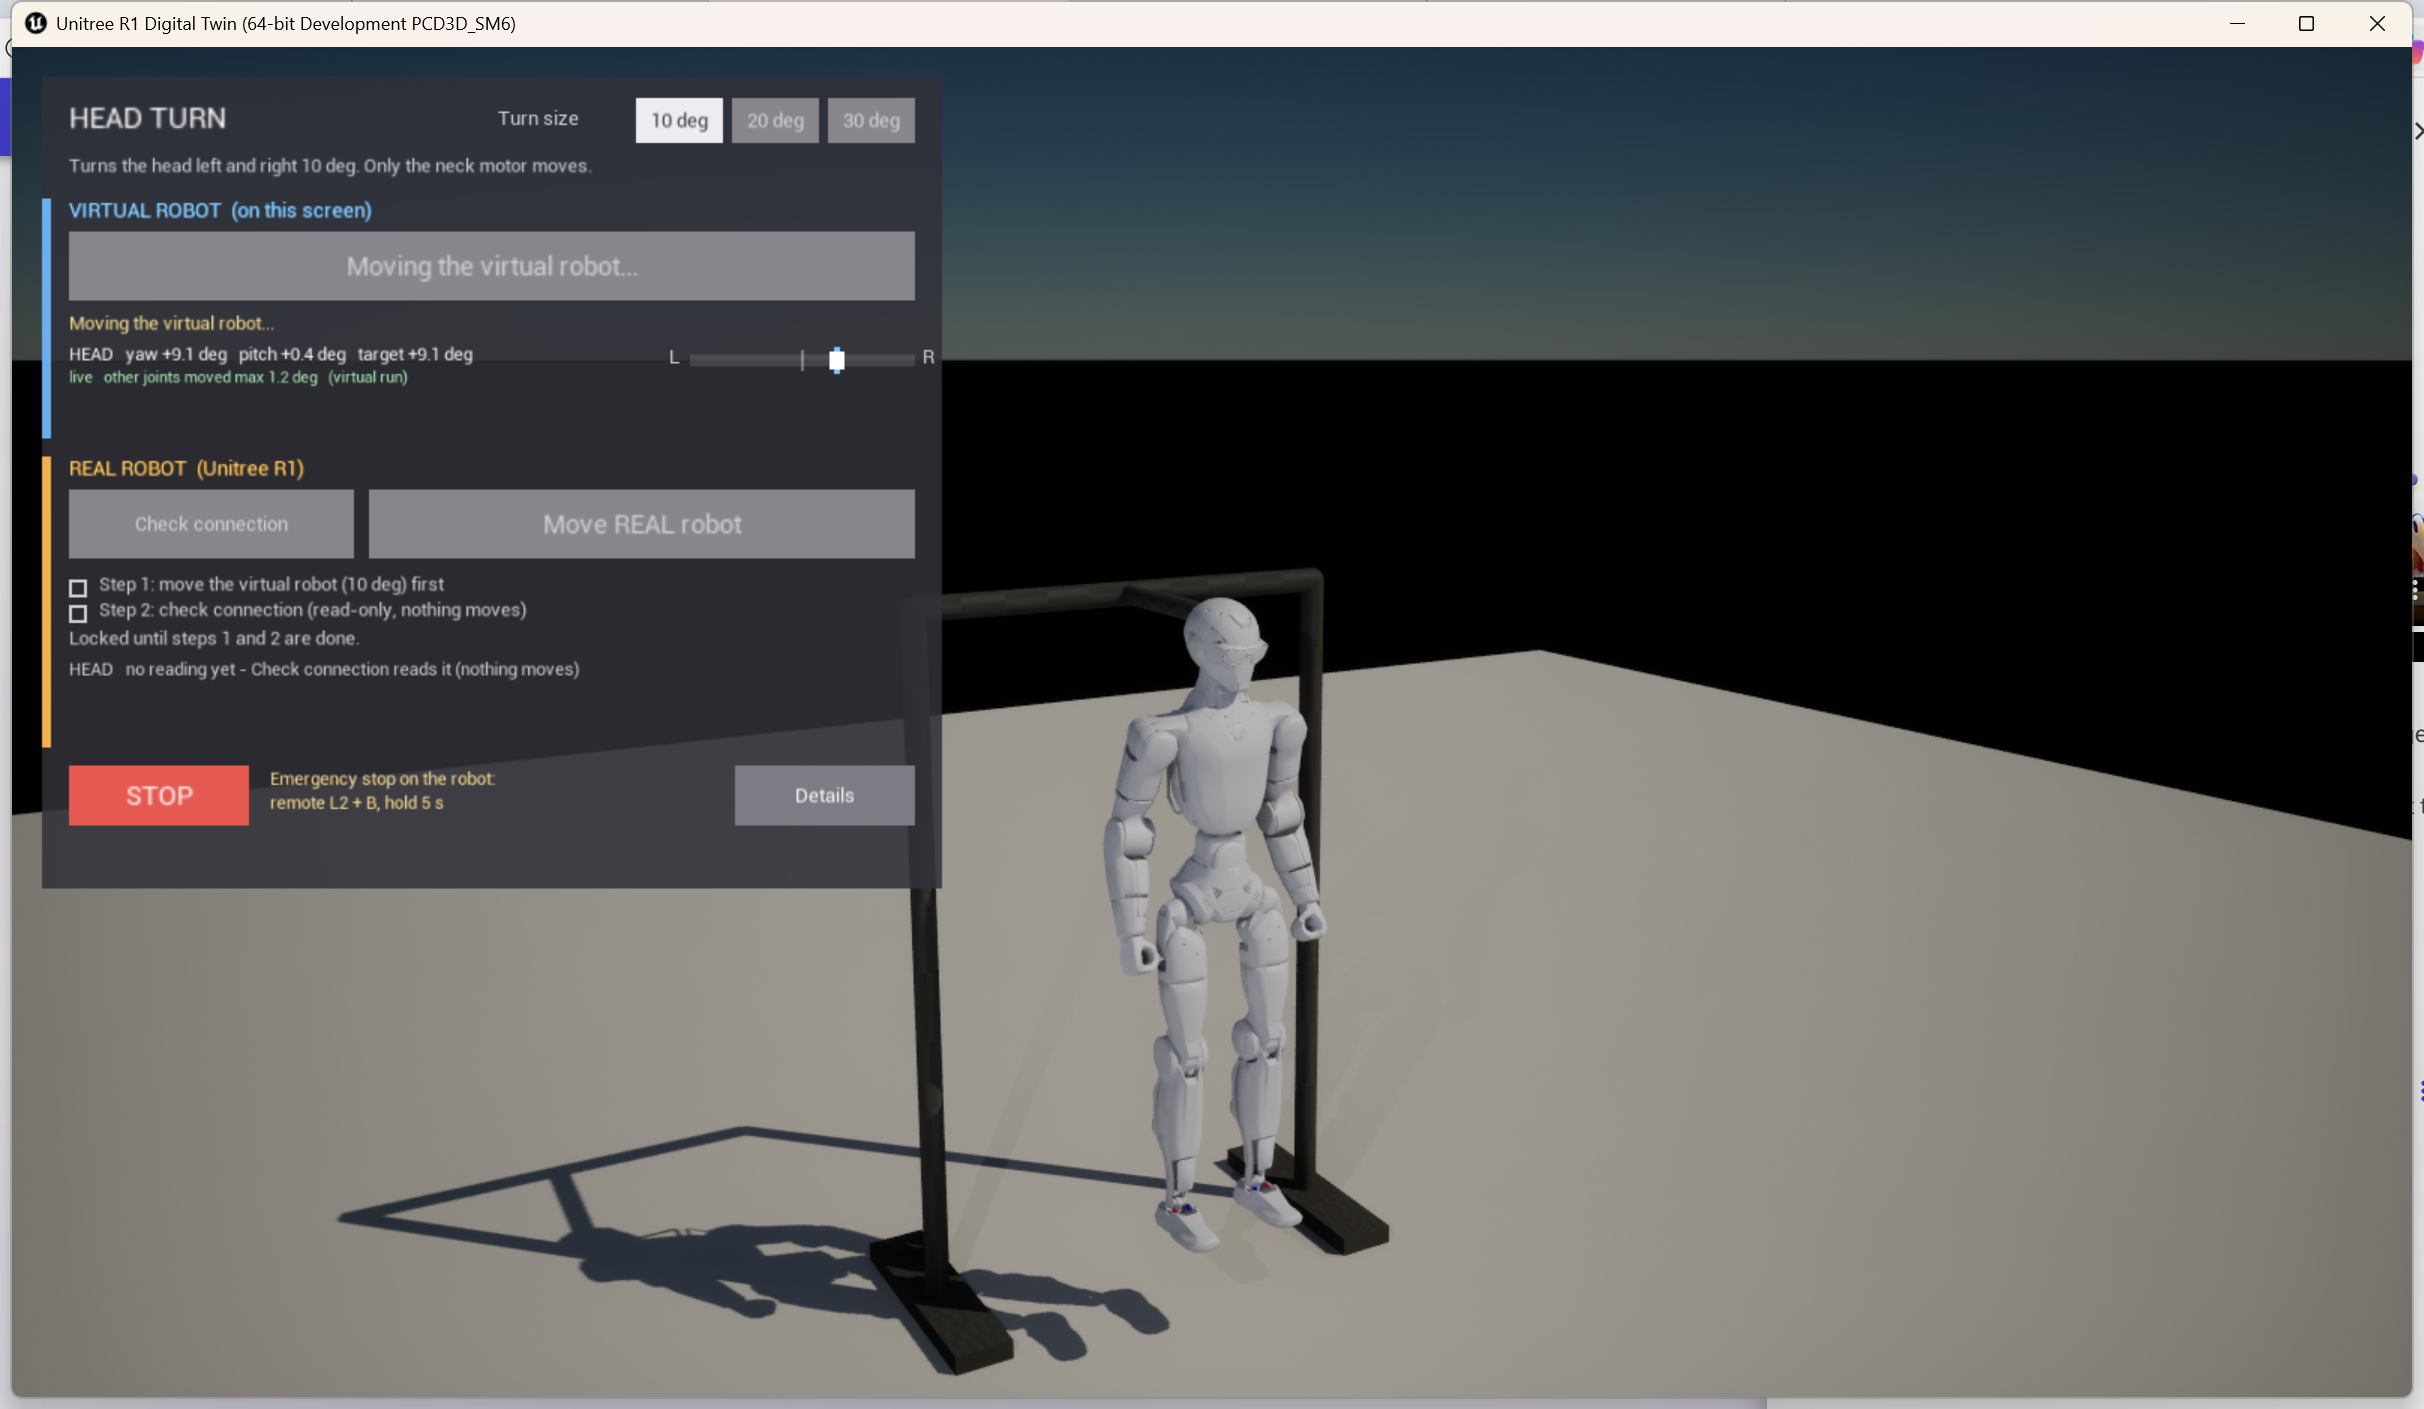 Unitree R1 Digital Twin (64-bit Development PCD3D_SM6)
HEAD TURN
Turn size
10 deg
20 deg
30 deg
Turns the head left and right 10 deg. Only the neck motor moves.
VIRTUAL ROBOT (on this screen)
Moving the virtual robot...
Moving the virtual robot...
HEAD yaw +9.1 deg pitch +0.4 deg target +9.1 deg
L
R
live other joints moved max 1.2 deg (virtual run)
REAL ROBOT (Unitree R1)
Check connection
Move REAL robot
Step 1: move the virtual robot (10 deg) first
Step 2: check connection (read-only, nothing moves)
Locked until steps 1 and 2 are done.
HEAD no reading yet - Check connection reads it (nothing moves)
STOP
Emergency stop on the robot:
remote L2 + B, hold 5 s
Details